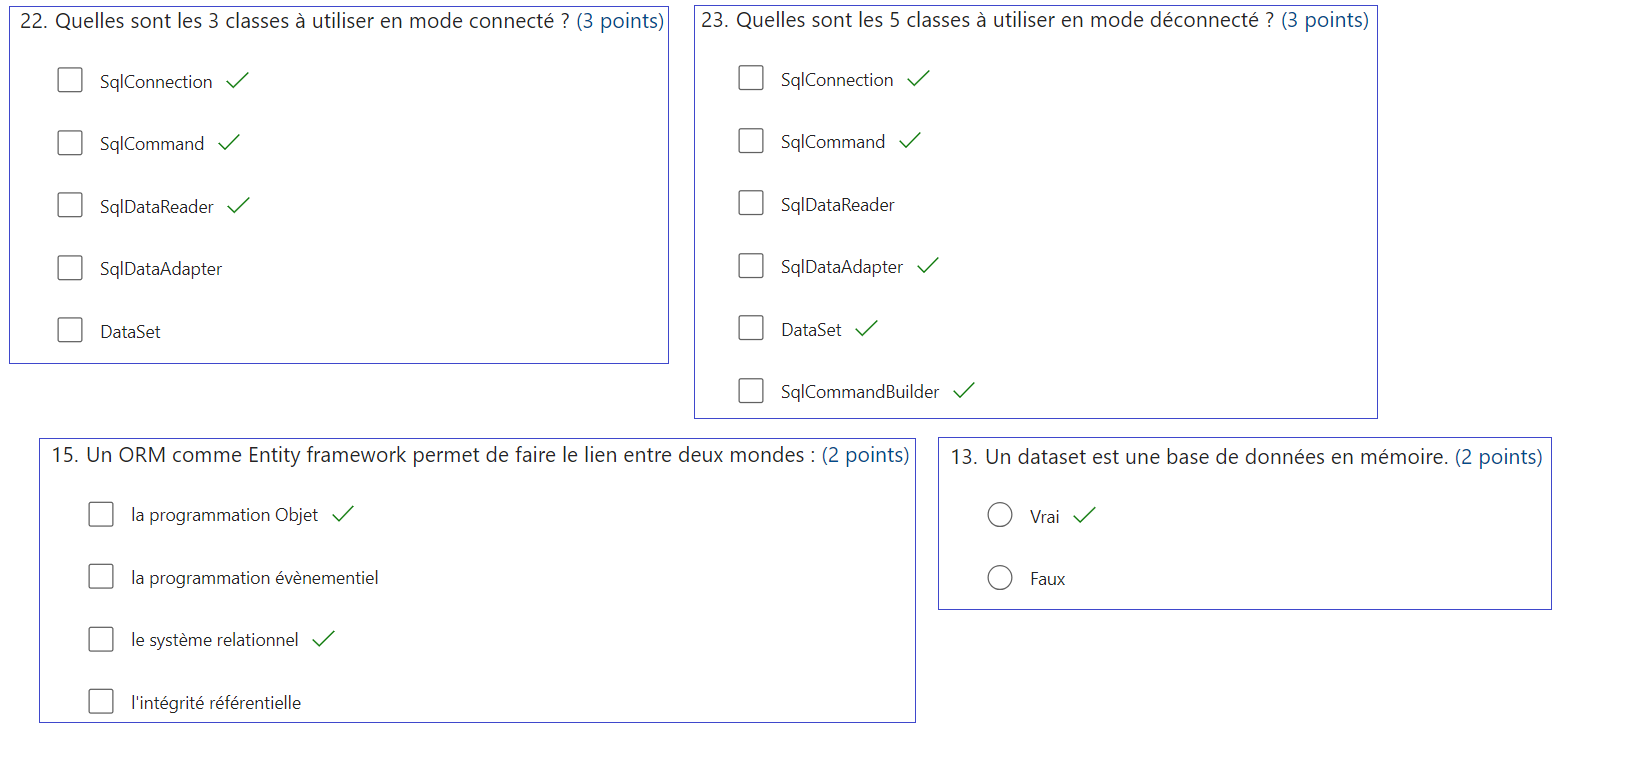 22. Quelles sont les 3 classes à utiliser en mode connecté ? (3 points)
SqlConnection
SqlCommand
SqlDataReader
SqlDataAdapter
DataSet
23. Quelles sont les 5 classes à utiliser en mode déconnecté ? (3 points)
SqlConnection
SqlCommand
SqlDataReader
SqlDataAdapter
DataSet
SqlCommandBuilder
15. Un ORM comme Entity framework permet de faire le lien entre deux mondes : (2 points)
la programmation Objet
la programmation évènementiel
le système relationnel
l'intégrité référentielle
13. Un dataset est une base de données en mémoire. (2 points)
Vrai
Faux